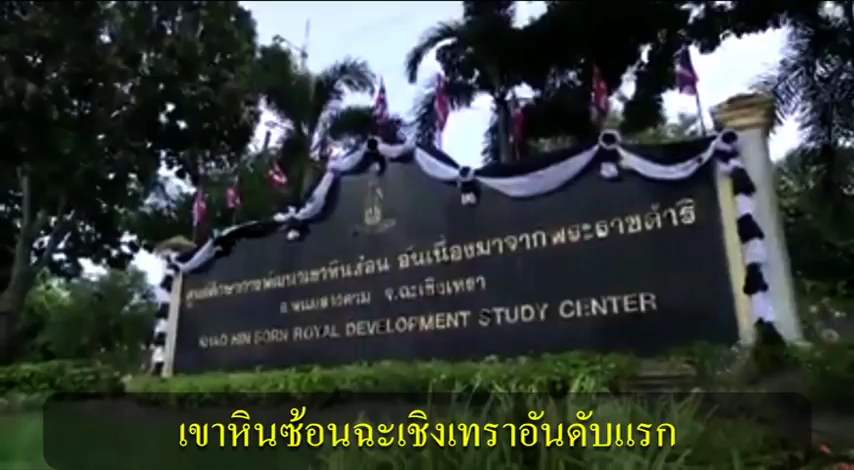 ศูนย์ศึกษาการพัฒนาเขาหินซ้อน อันเนื่องมาจากพระราชดำริ
อ.พนมสารคาม จ.ฉะเชิงเทรา
KHAO HIN SORN ROYAL DEVELOPMENT STUDY CENTER
เขาหินซ้อนฉะเชิงเทราอันดับแรก